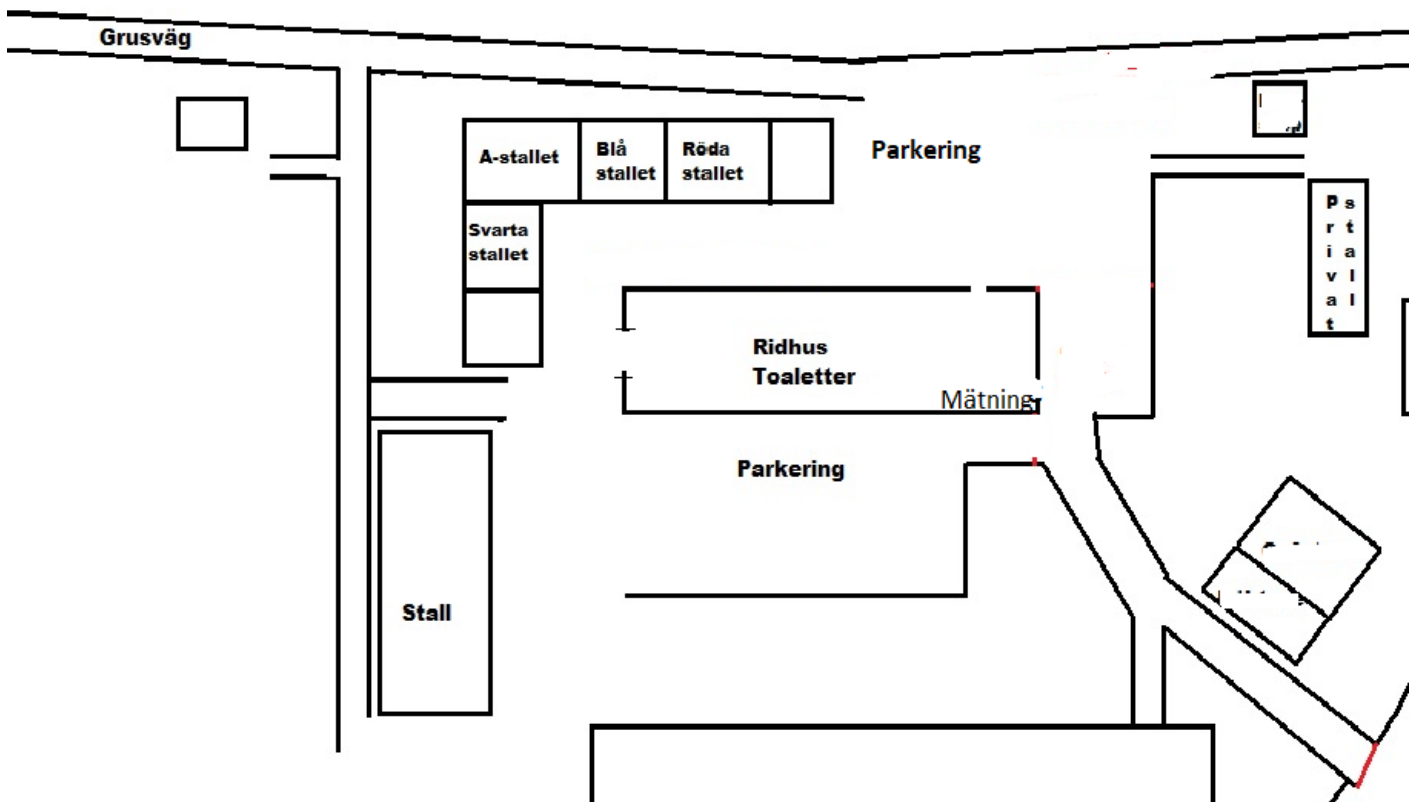 Grusväg
A-stallet
Blå
stallet
Röda
stallet
Parkering
Svarta
stallet
Privat
stall
Ridhus
Toaletter
Mätning
Parkering
Stall